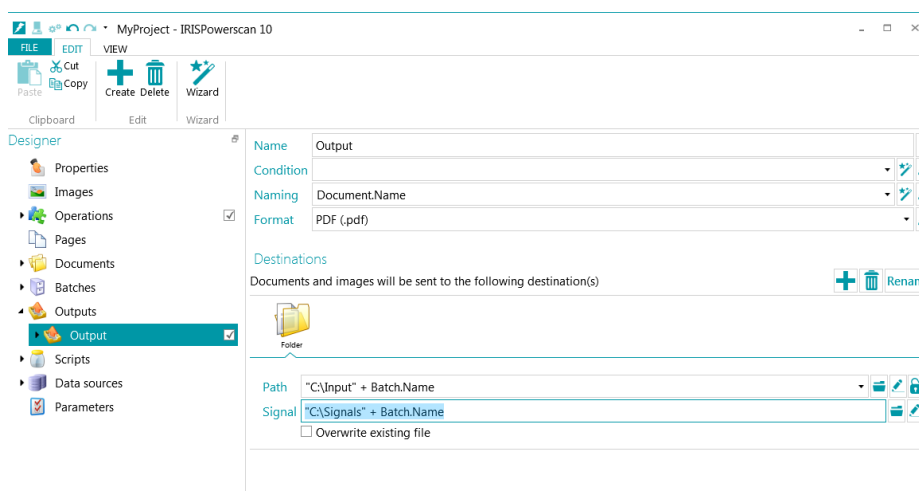 MyProject - IRISPowerscan 10
FILE EDIT VIEW
Paste
Cut
Copy
Create Delete
Wizard
Clipboard Edit Wizard
Designer
Properties
Images
Operations
Pages
Documents
Batches
Outputs
Output
Scripts
Data sources
Parameters
Name Output
Condition
Naming Document.Name
Format PDF (.pdf)
Destinations
Documents and images will be sent to the following destination(s)
Renam
Folder
Path "C:\Input" + Batch.Name
Signal "C:\Signals" + Batch.Name
Overwrite existing file